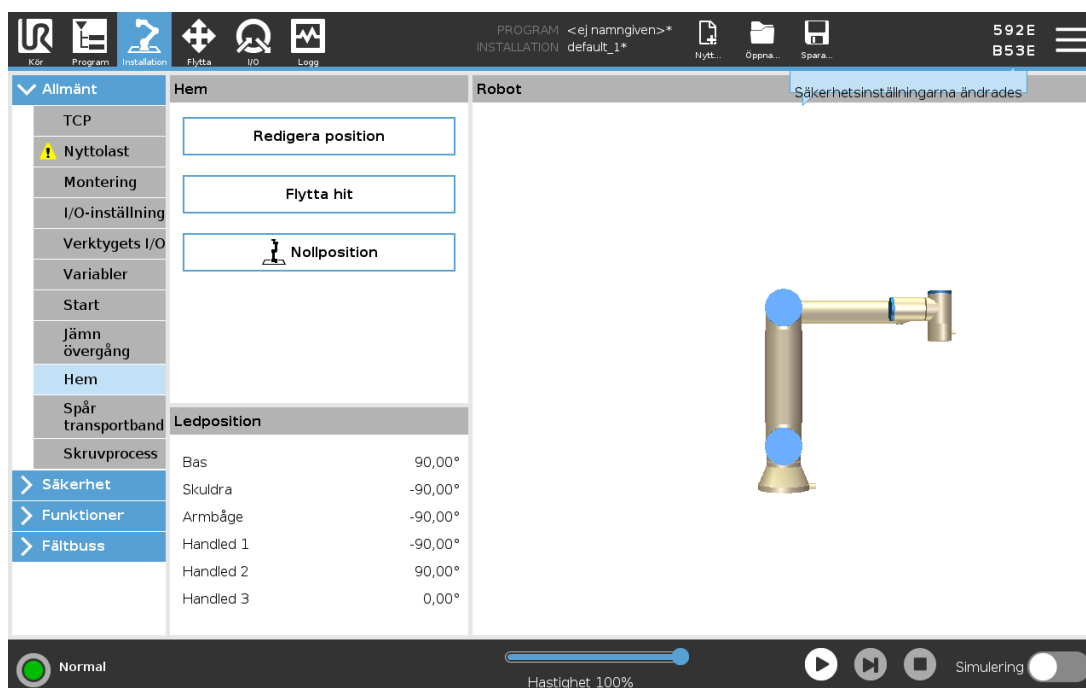 UR
PROGRAM <ej namngiven>*
INSTALLATION default_1*
Kör
Program
Installation
Flytta
I/O
Logg
Nytt...
Öppna...
Spara...
592E
B53E
Säkerhetsinställningarna ändrades
Allmänt
TCP
Nyttolast
Montering
I/O-inställning
Verktygets I/O
Variabler
Start
Jämn
övergång
Hem
Spår
transportband
Skruvprocess
Säkerhet
Funktioner
Fältbuss
Hem
Redigera position
Flytta hit
Nollposition
Ledposition
Bas 90,00°
Skuldra -90,00°
Armbåge -90,00°
Handled 1 -90,00°
Handled 2 90,00°
Handled 3 0,00°
Robot
Normal
Hastighet 100%
Simulering